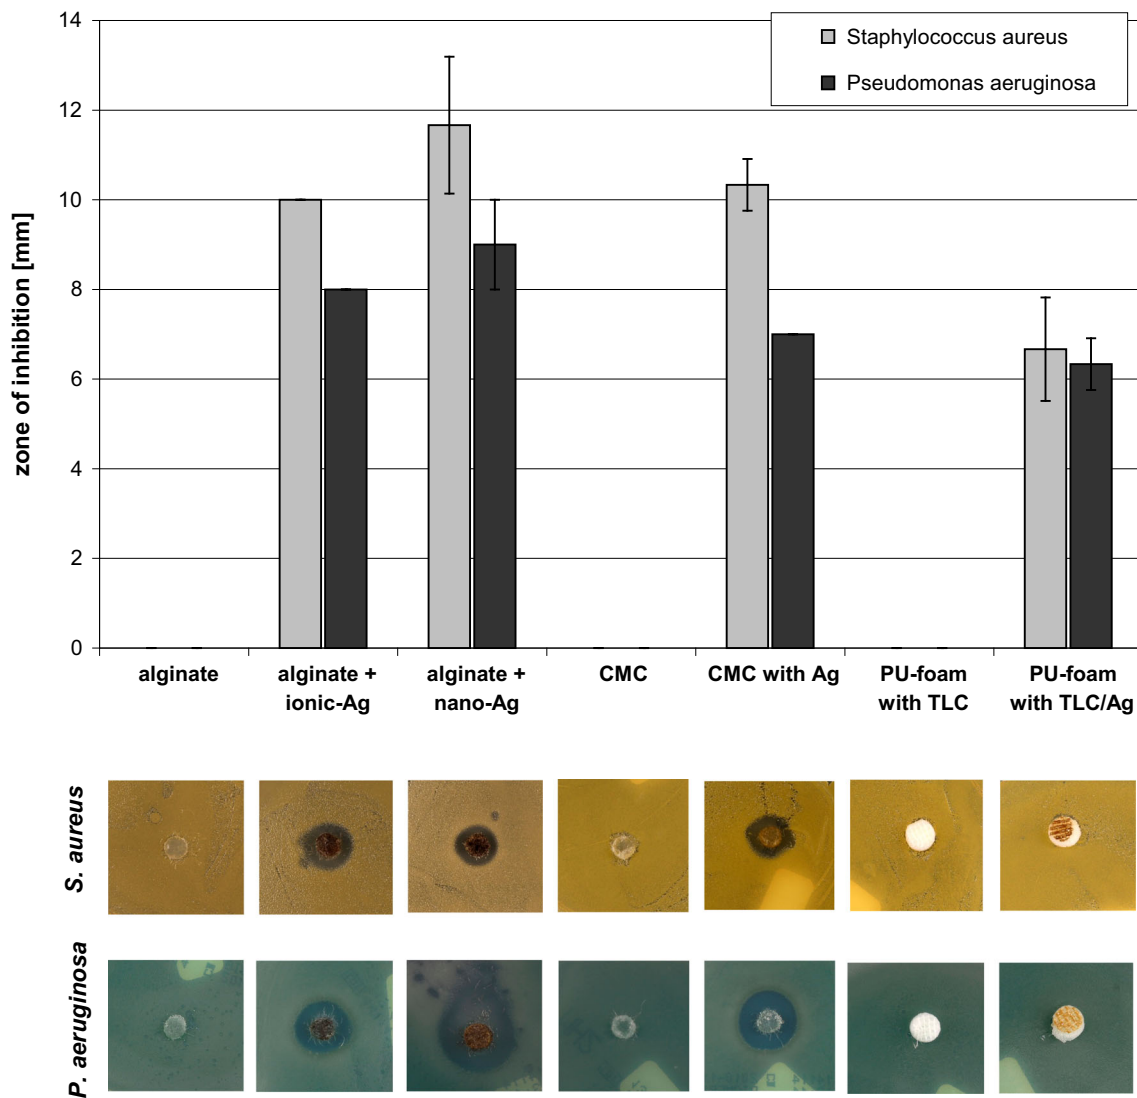 14
12
10
8
6
4
2
0
zone of inhibition [mm]
Staphylococcus aureus
Pseudomonas aeruginosa
alginate
alginate +
ionic-Ag
alginate +
nano-Ag
CMC
CMC with Ag
PU-foam
with TLC
PU-foam
with TLC/Ag
S. aureus
P. aeruginosa